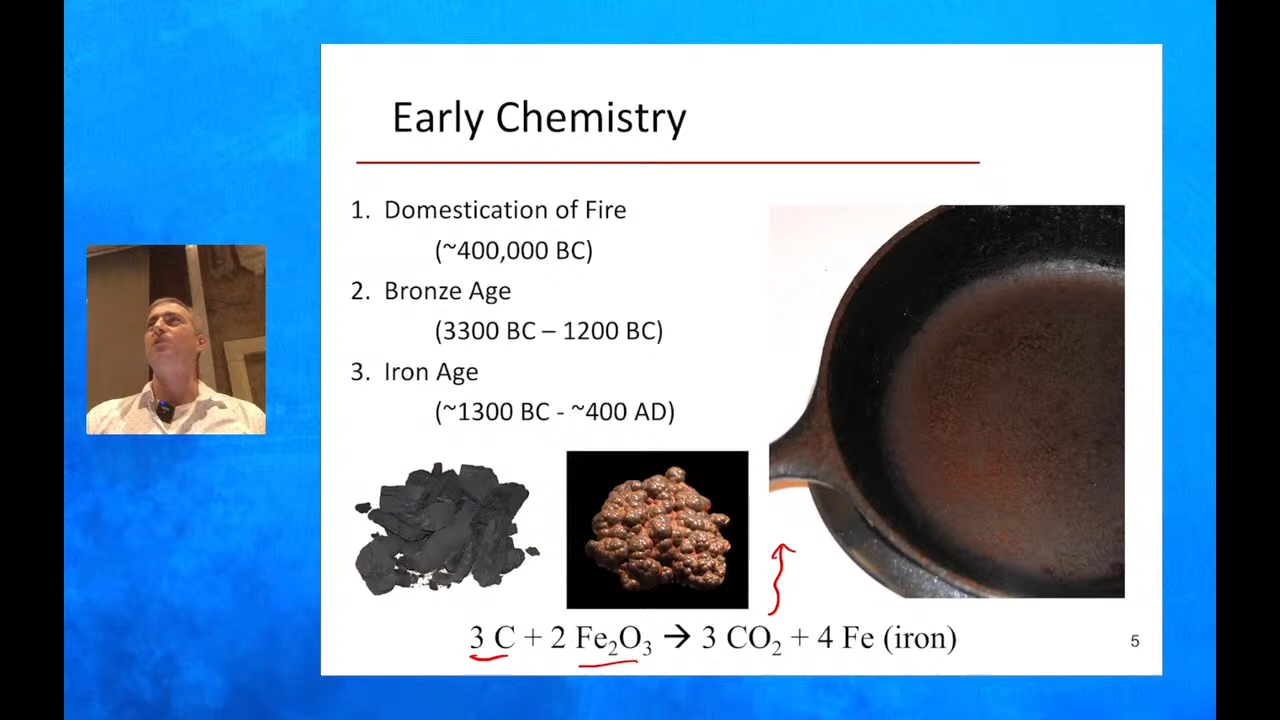 Early Chemistry
1. Domestication of Fire
(~400,000 BC)
2. Bronze Age
(3300 BC – 1200 BC)
3. Iron Age
(~1300 BC - ~400 AD)
3 C + 2 Fe₂O₃ → 3 CO₂ + 4 Fe (iron)
5